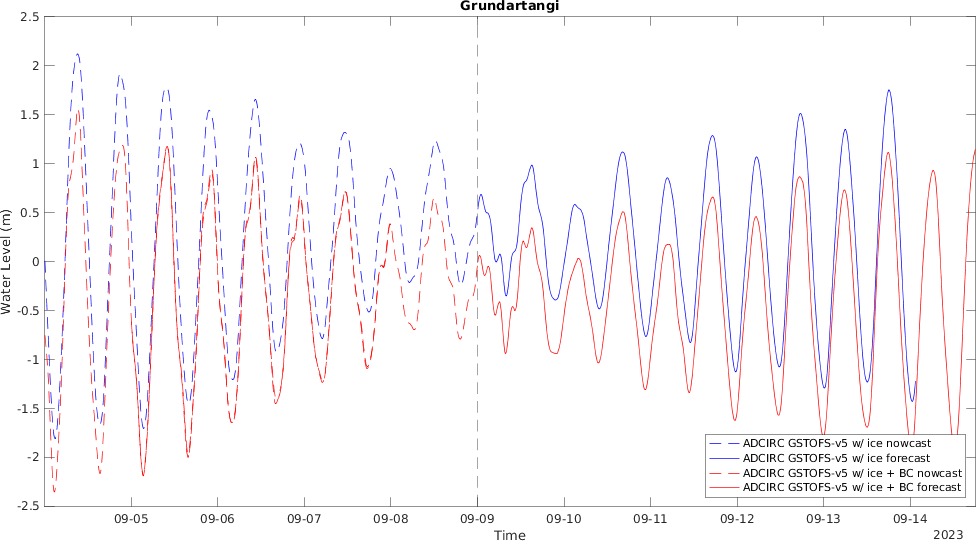 Grundartangi
2.5
2
1.5
1
0.5
0
-0.5
-1
-1.5
-2
-2.5
Water Level (m)
ADCIRC GSTOFS-v5 w/ ice nowcast
ADCIRC GSTOFS-v5 w/ ice forecast
ADCIRC GSTOFS-v5 w/ ice + BC nowcast
ADCIRC GSTOFS-v5 w/ ice + BC forecast
09-05 09-06 09-07 09-08 09-09 09-10 09-11 09-12 09-13 09-14
Time
2023